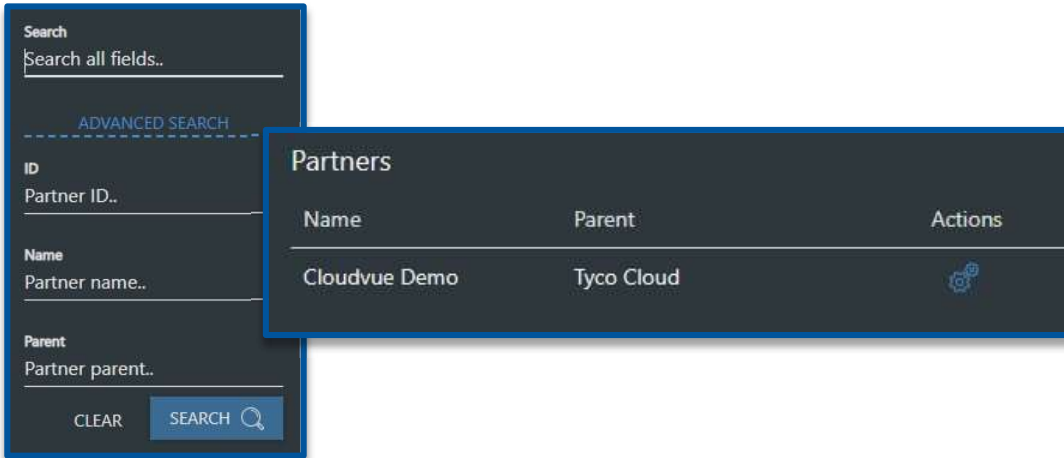 Search
Search all fields..
ADVANCED SEARCH
ID
Partner ID..
Name
Partner name..
Parent
Partner parent..
CLEAR SEARCH
Partners
Name Parent Actions
Cloudvue Demo Tyco Cloud